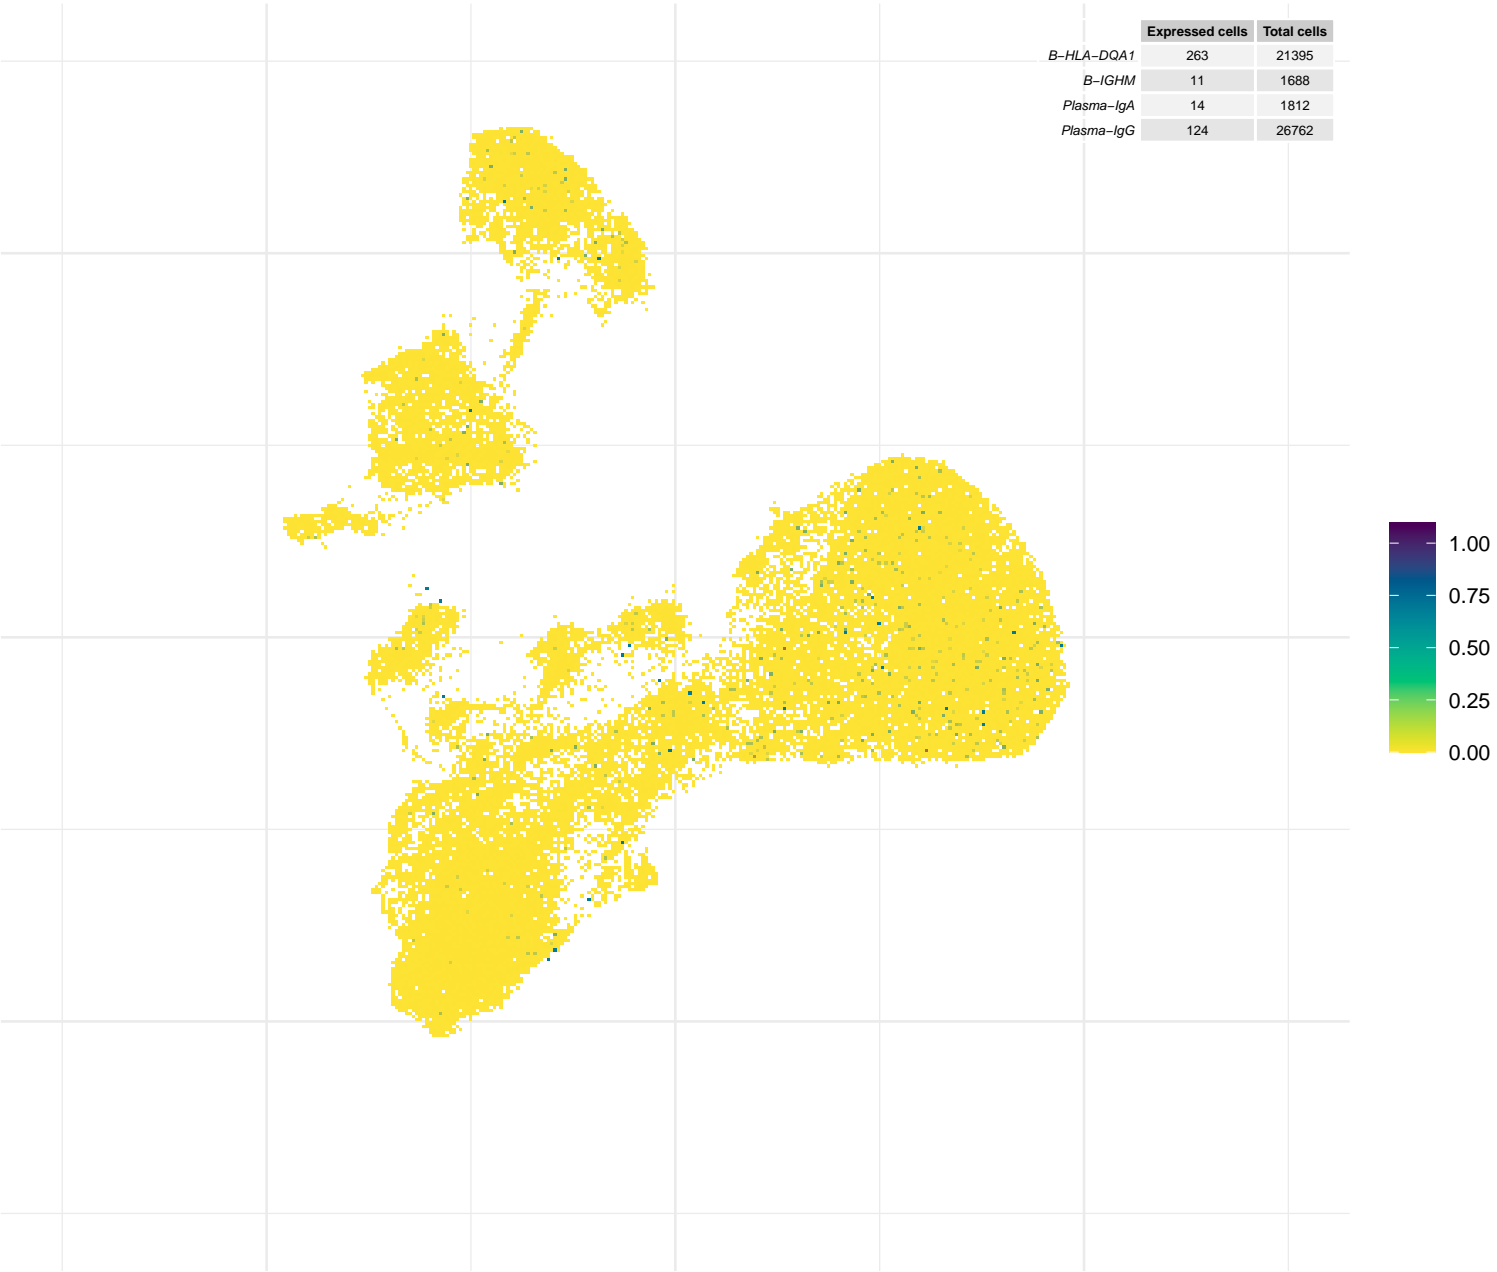 Expressed cells Total cells
B−HLA−DQA1 263 21395
B−IGHM 11 1688
Plasma−IgA 14 1812
Plasma−IgG 124 26762
1.00
0.75
0.50
0.25
0.00